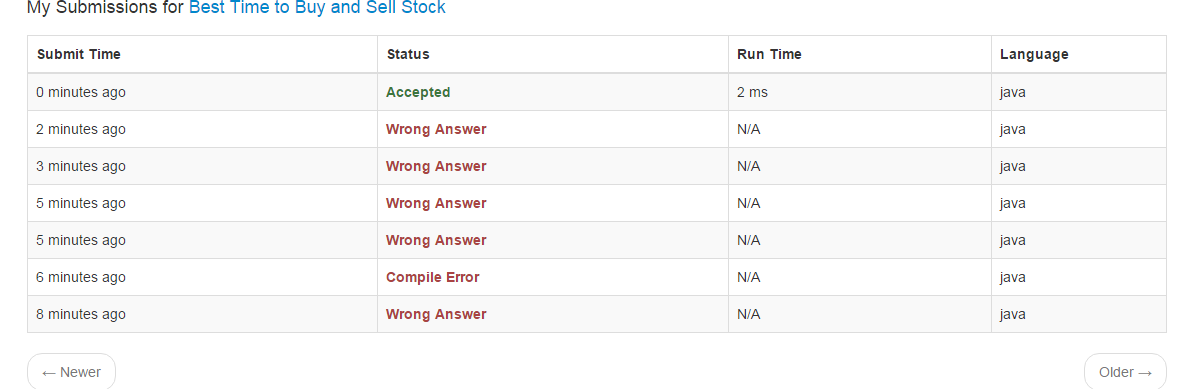 My Submissions for Best Time to Buy and Sell Stock
Submit Time Status Run Time Language
0 minutes ago Accepted 2 ms java
2 minutes ago Wrong Answer N/A java
3 minutes ago Wrong Answer N/A java
5 minutes ago Wrong Answer N/A java
5 minutes ago Wrong Answer N/A java
6 minutes ago Compile Error N/A java
8 minutes ago Wrong Answer N/A java
← Newer Older →